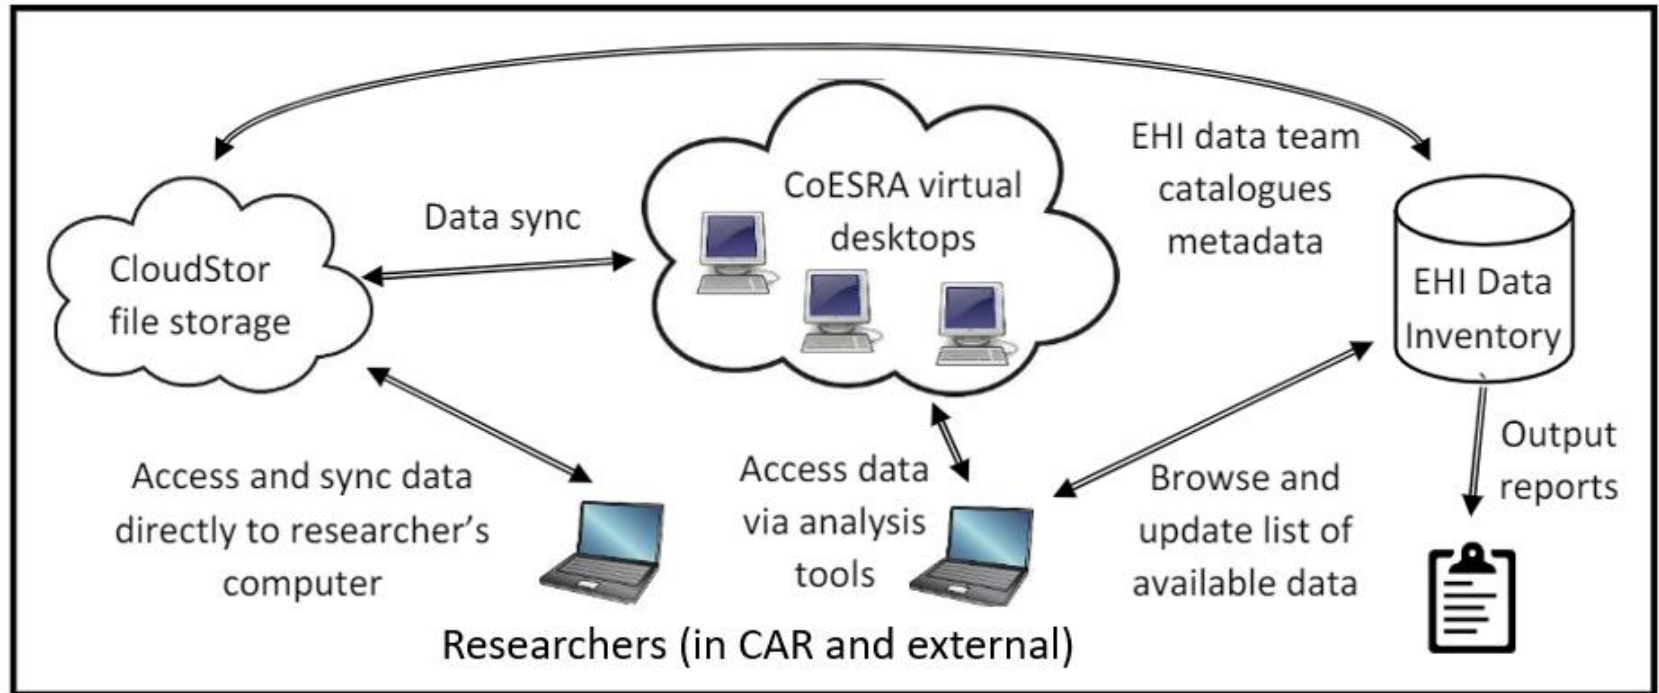 CoESRA virtual
desktops
EHI data team
catalogues
metadata
Data sync
CloudStor
file storage
EHI Data
Inventory
Access and sync data
directly to researcher’s
computer
Access data
via analysis
tools
Browse and
update list of
available data
Output
reports
Researchers (in CAR and external)